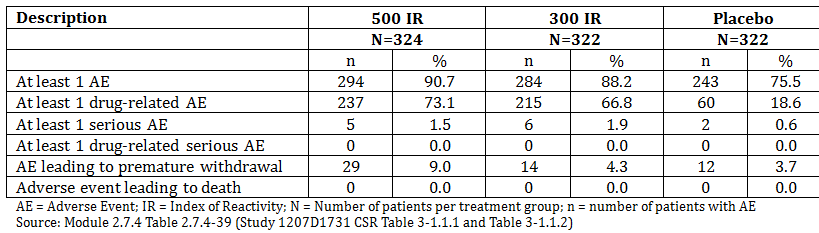 Description 500 IR 300 IR Placebo
N=324 N=322 N=322
n % n % n %
At least 1 AE 294 90.7 284 88.2 243 75.5
At least 1 drug-related AE 237 73.1 215 66.8 60 18.6
At least 1 serious AE 5 1.5 6 1.9 2 0.6
At least 1 drug-related serious AE 0 0.0 0 0.0 0 0.0
AE leading to premature withdrawal 29 9.0 14 4.3 12 3.7
Adverse event leading to death 0 0.0 0 0.0 0 0.0
AE = Adverse Event; IR = Index of Reactivity; N = Number of patients per treatment group; n = number of patients with AE
Source: Module 2.7.4 Table 2.7.4-39 (Study 1207D1731 CSR Table 3-1.1.1 and Table 3-1.1.2)